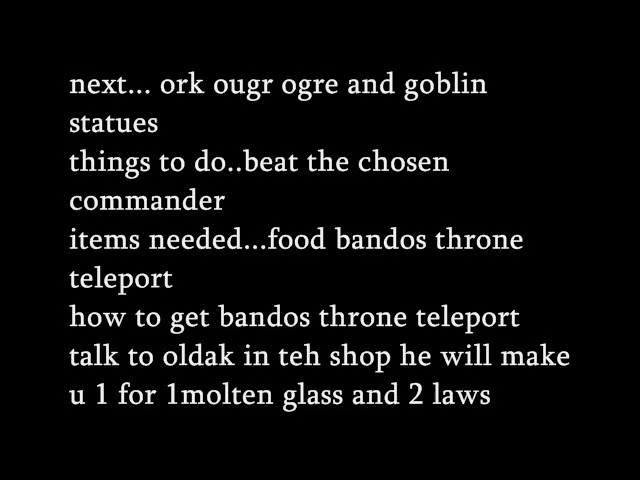 next... ork ougr ogre and goblin
statues
things to do..beat the chosen
commander
items needed...food bandos throne
teleport
how to get bandos throne teleport
talk to oldak in teh shop he will make
u 1 for 1molten glass and 2 laws